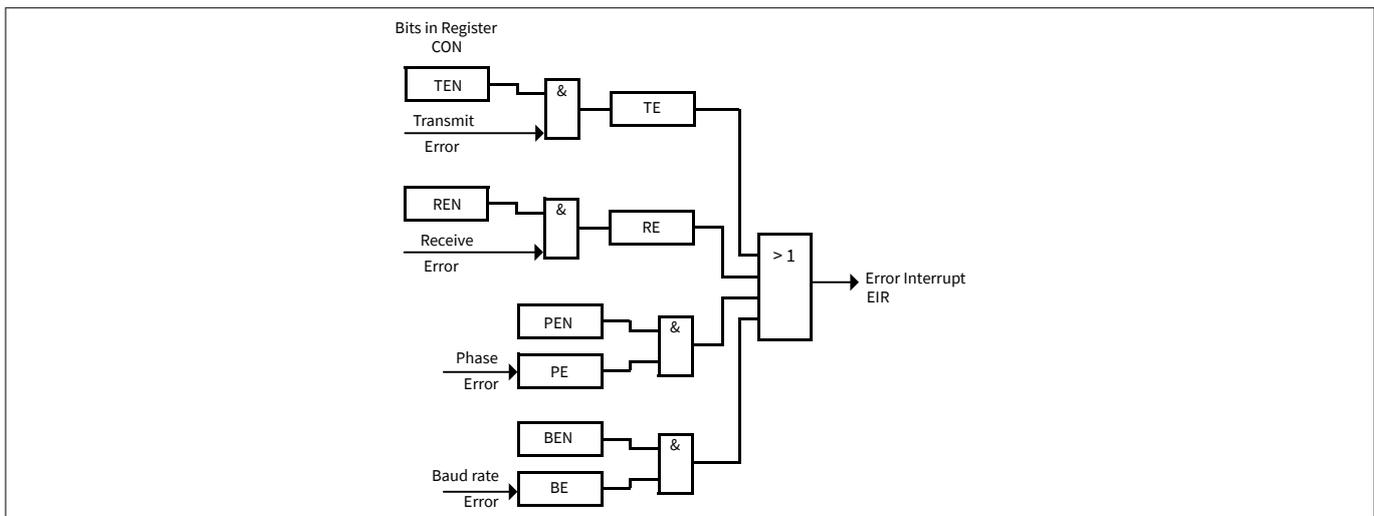 Bits in Register
CON
TEN
&
TE
Transmit
Error
REN
&
RE
Receive
Error
> 1
Error Interrupt
EIR
PEN
&
Phase
PE
Error
BEN
&
Baud rate
BE
Error